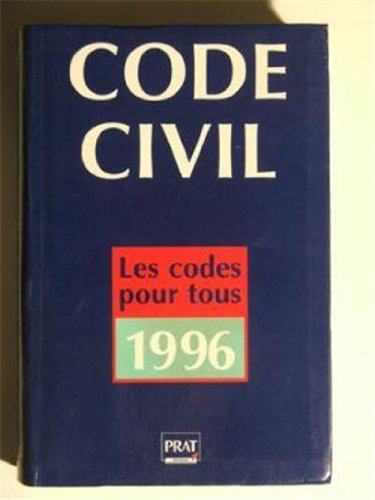 CODE
CIVIL
Les codes
pour tous
1996
PRAT